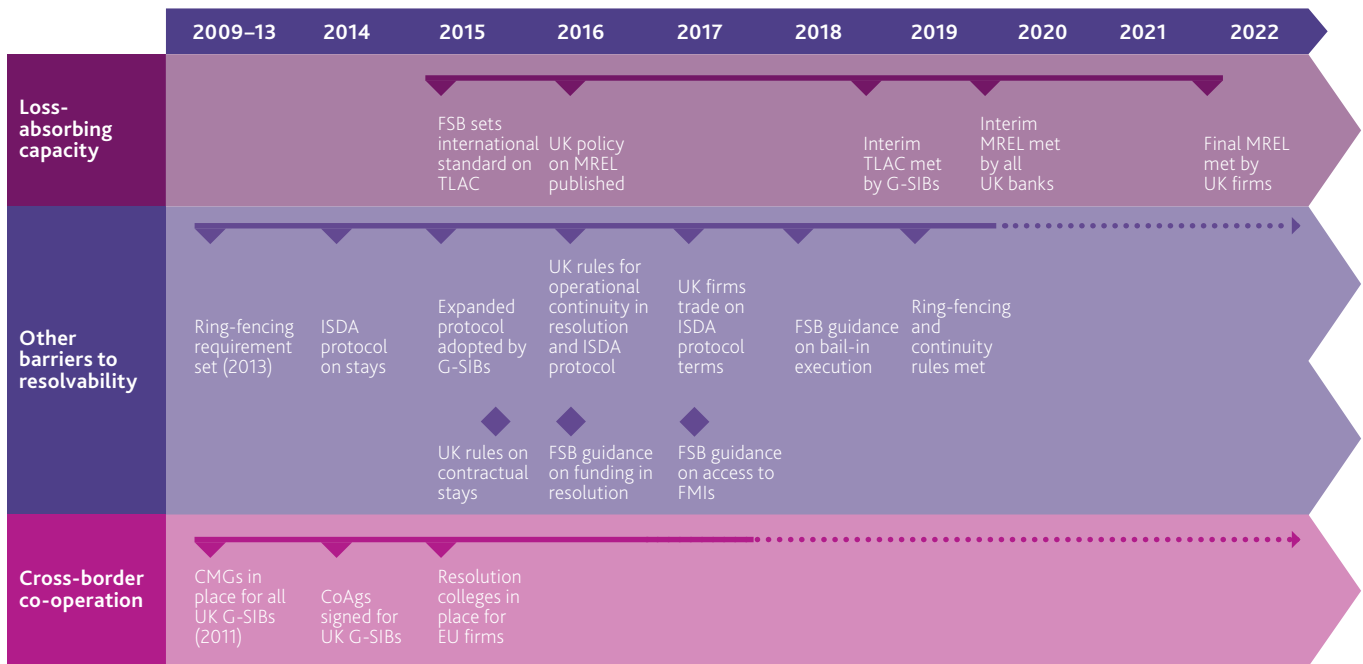 2009–13
2014
2015
2016
2017
2018
2019
2020
2021
2022
Loss-
absorbing
capacity
FSB sets
international
standard on
TLAC
UK policy
on MREL
published
Interim
TLAC met
by G-SIBs
Interim
MREL met
by all
UK banks
Final MREL
met by
UK firms
Other
barriers to
resolvability
Ring-fencing
requirement
set (2013)
ISDA
protocol
on stays
Expanded
protocol
adopted by
G-SIBs
UK rules for
operational
continuity in
resolution
and ISDA
protocol
UK firms
trade on
ISDA
protocol
terms
FSB guidance
on bail-in
execution
Ring-fencing
and
continuity
rules met
UK rules on
contractual
stays
FSB guidance
on funding in
resolution
FSB guidance
on access to
FMIs
Cross-border
co-operation
CMGs in
place for all
UK G-SIBs
(2011)
CoAgs
signed for
UK G-SIBs
Resolution
colleges in
place for
EU firms